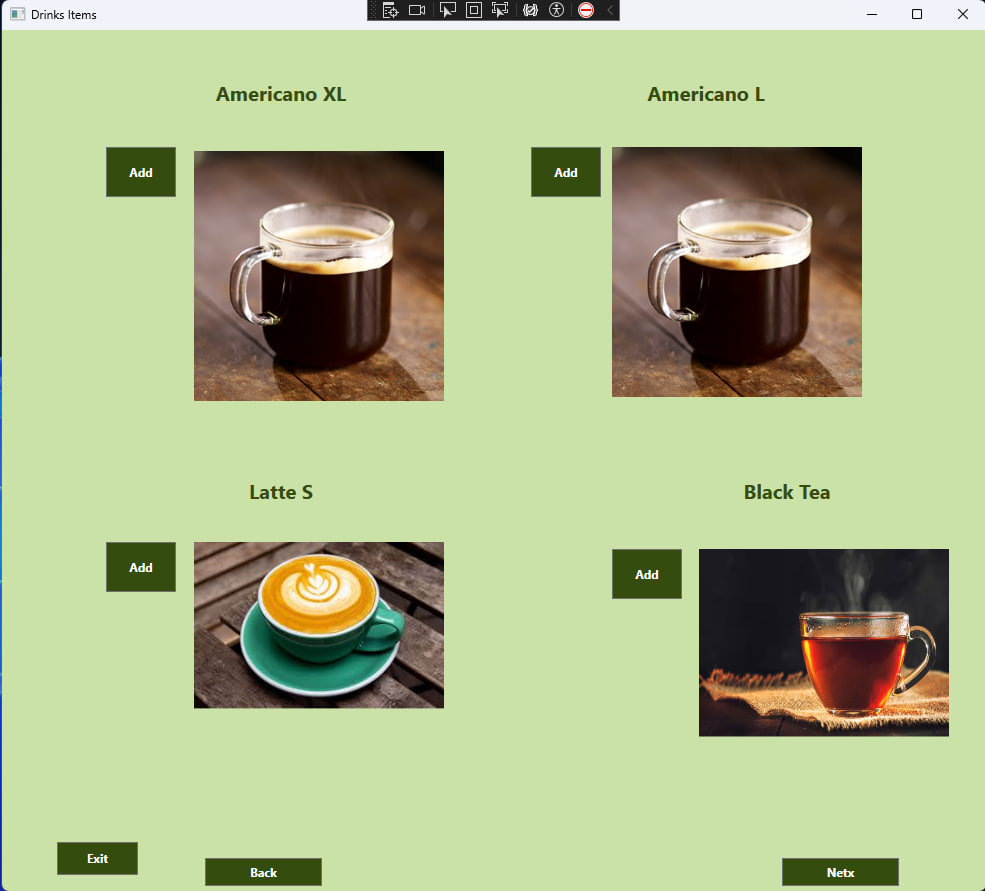 Drinks Items
Americano XL
Americano L
Add
Add
Latte S
Black Tea
Add
Add
Exit
Back
Netx